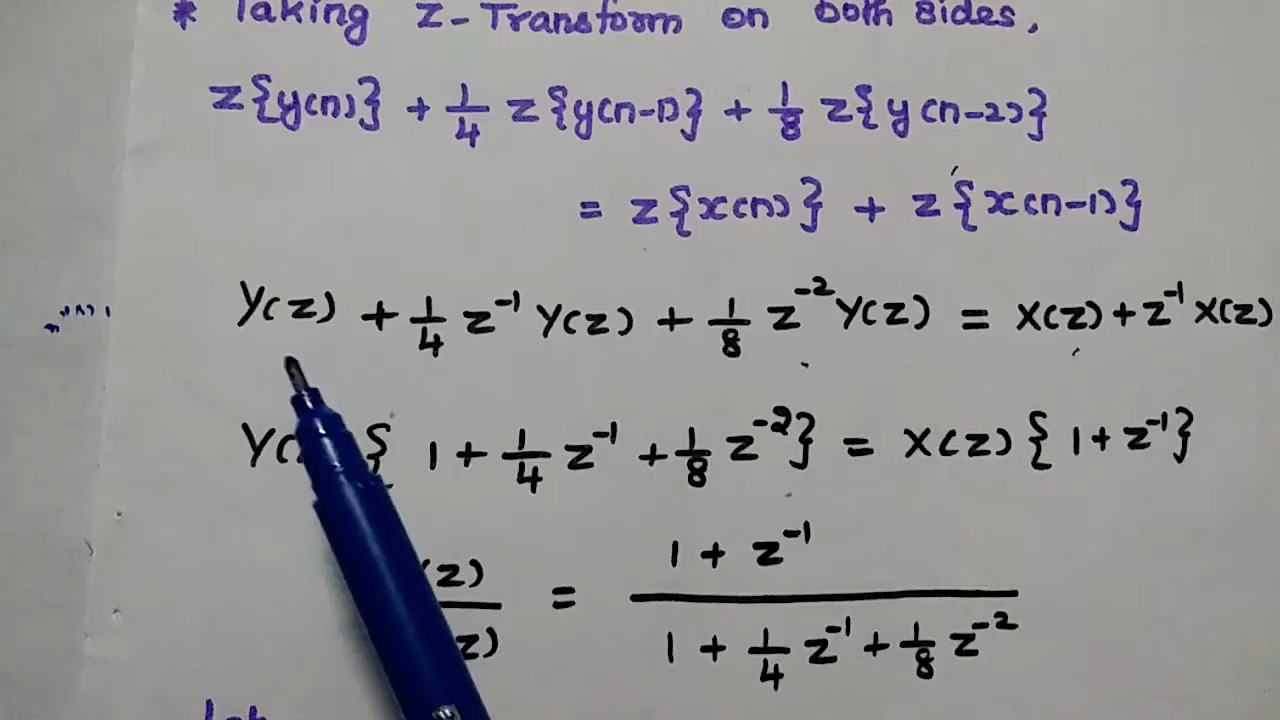 * Taking Z-Transform on both sides,
z{y(n)} + 1/4 z{y(n-1)} + 1/8 z{y(n-2)}
= z{x(n)} + z{x(n-1)}
Y(z) + 1/4 z⁻¹ Y(z) + 1/8 z⁻² Y(z) = X(z) + z⁻¹ X(z)
Y( { 1 + 1/4 z⁻¹ + 1/8 z⁻²} = X(z) { 1 + z⁻¹}
(z) / z) = 1 + z⁻¹ / 1 + 1/4 z⁻¹ + 1/8 z⁻²